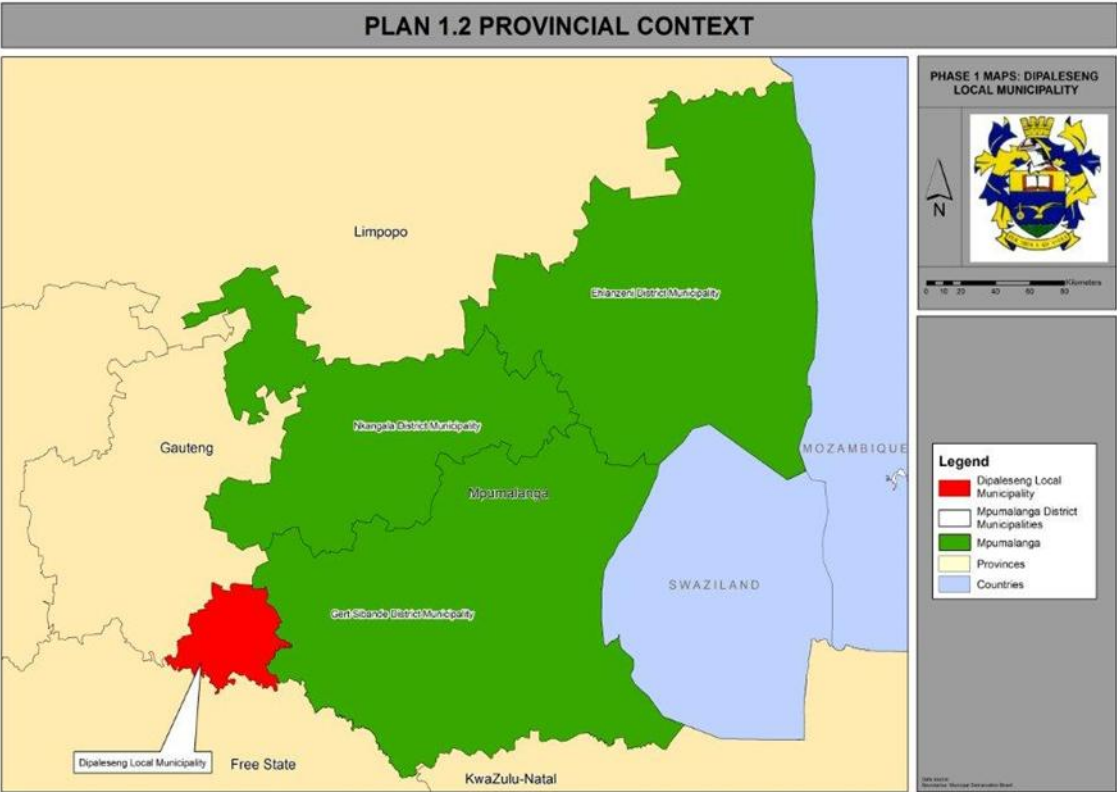 PLAN 1.2 PROVINCIAL CONTEXT
PHASE 1 MAPS: DIPALESENG
LOCAL MUNICIPALITY
N
Kilometers
0 10 20 40 60 80
Limpopo
Ehlanzeni District Municipality
Nkangala District Municipality
Gauteng
MOZAMBIQUE
Mpumalanga
SWAZILAND
Gert Sibande District Municipality
Dipaleseng Local Municipality
Free State
KwaZulu-Natal
Legend
Dipaleseng Local
Municipality
Mpumalanga District
Municipalities
Mpumalanga
Provinces
Countries